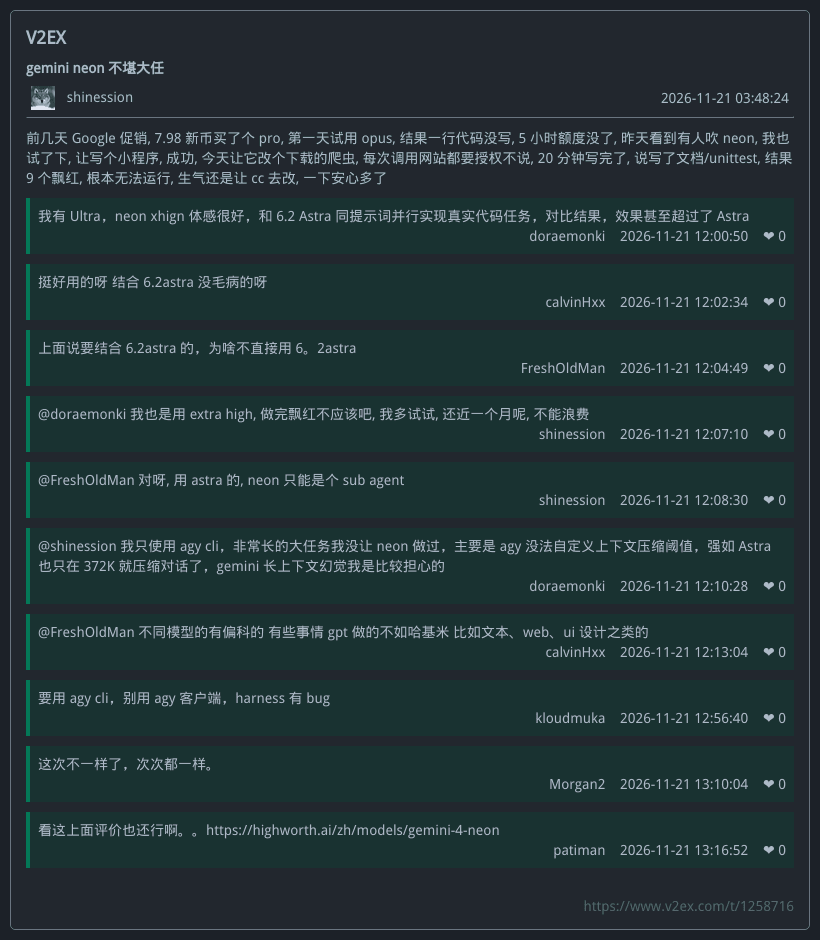 V2EX
gemini neon 不堪大任
shinession 2026-11-21 03:48:24
前几天 Google 促销, 7.98 新币买了个 pro, 第一天试用 opus, 结果一行代码没写, 5 小时额度没了, 昨天看到有人吹 neon, 我也
试了下, 让写个小程序, 成功, 今天让它改个下载的爬虫, 每次调用网站都要授权不说, 20 分钟写完了, 说写了文档/unittest, 结果
9 个飘红, 根本无法运行, 生气还是让 cc 去改, 一下安心多了
我有 Ultra，neon xhign 体感很好，和 6.2 Astra 同提示词并行实现真实代码任务，对比结果，效果甚至超过了 Astra
doraemonki 2026-11-21 12:00:50 ❤ 0
挺好用的呀 结合 6.2astra 没毛病的呀
calvinHxx 2026-11-21 12:02:34 ❤ 0
上面说要结合 6.2astra 的，为啥不直接用 6。2astra
FreshOldMan 2026-11-21 12:04:49 ❤ 0
@doraemonki 我也是用 extra high, 做完飘红不应该吧, 我多试试, 还近一个月呢, 不能浪费
shinession 2026-11-21 12:07:10 ❤ 0
@FreshOldMan 对呀, 用 astra 的, neon 只能是个 sub agent
shinession 2026-11-21 12:08:30 ❤ 0
@shinession 我只使用 agy cli，非常长的大任务我没让 neon 做过，主要是 agy 没法自定义上下文压缩阈值，强如 Astra
也只在 372K 就压缩对话了，gemini 长上下文幻觉我是比较担心的
doraemonki 2026-11-21 12:10:28 ❤ 0
@FreshOldMan 不同模型的有偏科的 有些事情 gpt 做的不如哈基米 比如文本、web、ui 设计之类的
calvinHxx 2026-11-21 12:13:04 ❤ 0
要用 agy cli，别用 agy 客户端，harness 有 bug
kloudmuka 2026-11-21 12:56:40 ❤ 0
这次不一样了，次次都一样。
Morgan2 2026-11-21 13:10:04 ❤ 0
看这上面评价也还行啊。。https://highworth.ai/zh/models/gemini-4-neon
patiman 2026-11-21 13:16:52 ❤ 0
https://www.v2ex.com/t/1258716